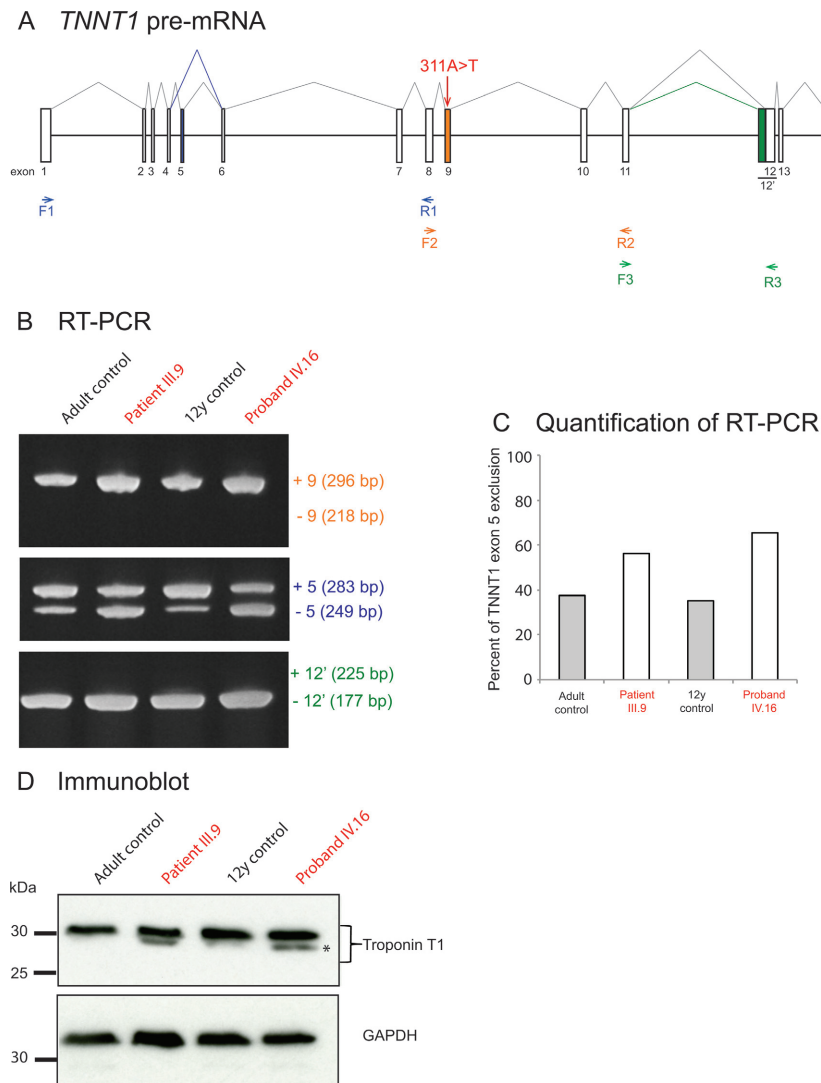 A TNNT1 pre-mRNA
311A>T
exon 1 2 3 4 5 6 7 8 9 10 11 12 13
12'
F1 R1
F2 R2
F3 R3
B RT-PCR
Adult control
Patient III.9
12y control
Proband IV.16
+ 9 (296 bp)
- 9 (218 bp)
+ 5 (283 bp)
- 5 (249 bp)
+ 12' (225 bp)
- 12' (177 bp)
C Quantification of RT-PCR
Percent of TNNT1 exon 5 exclusion
100
80
60
40
20
0
Adult control
Patient III.9
12y control
Proband IV.16
D Immunoblot
Adult control
Patient III.9
12y control
Proband IV.16
kDa
30
25
*
Troponin T1
GAPDH
30